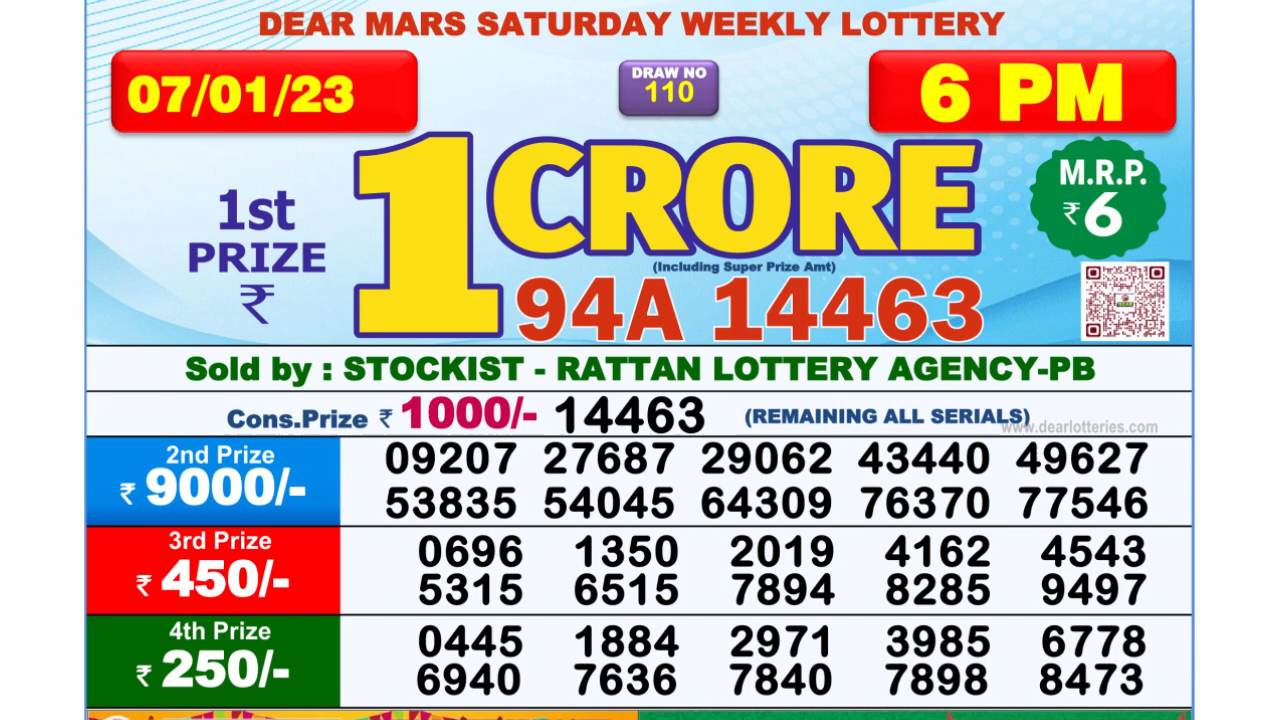 DEAR MARS SATURDAY WEEKLY LOTTERY
07/01/23
DRAW NO
110
6 PM
1st
PRIZE
₹
1 CRORE
(Including Super Prize Amt)
94A 14463
M.R.P.
₹6
Sold by : STOCKIST - RATTAN LOTTERY AGENCY-PB
Cons.Prize ₹ 1000/- 14463 (REMAINING ALL SERIALS)
www.dearlotteries.com
2nd Prize
₹ 9000/-
09207 27687 29062 43440 49627
53835 54045 64309 76370 77546
3rd Prize
₹ 450/-
0696 1350 2019 4162 4543
5315 6515 7894 8285 9497
4th Prize
₹ 250/-
0445 1884 2971 3985 6778
6940 7636 7840 7898 8473